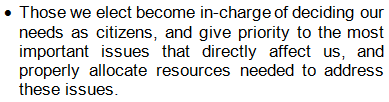 • Those we elect become in-charge of deciding our
needs as citizens, and give priority to the most
important issues that directly affect us, and
properly allocate resources needed to address
these issues.